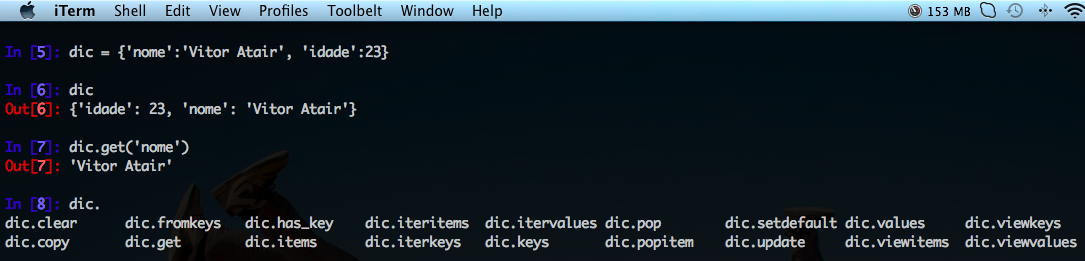 iTerm Shell Edit View Profiles Toolbelt Window Help 153 MB
In [5]: dic = {'nome':'Vitor Atair', 'idade':23}
In [6]: dic
Out[6]: {'idade': 23, 'nome': 'Vitor Atair'}
In [7]: dic.get('nome')
Out[7]: 'Vitor Atair'
In [8]: dic.
dic.clear dic.fromkeys dic.has_key dic.iteritems dic.itervalues dic.pop dic.setdefault dic.values dic.viewkeys
dic.copy dic.get dic.items dic.iterkeys dic.keys dic.popitem dic.update dic.viewitems dic.viewvalues